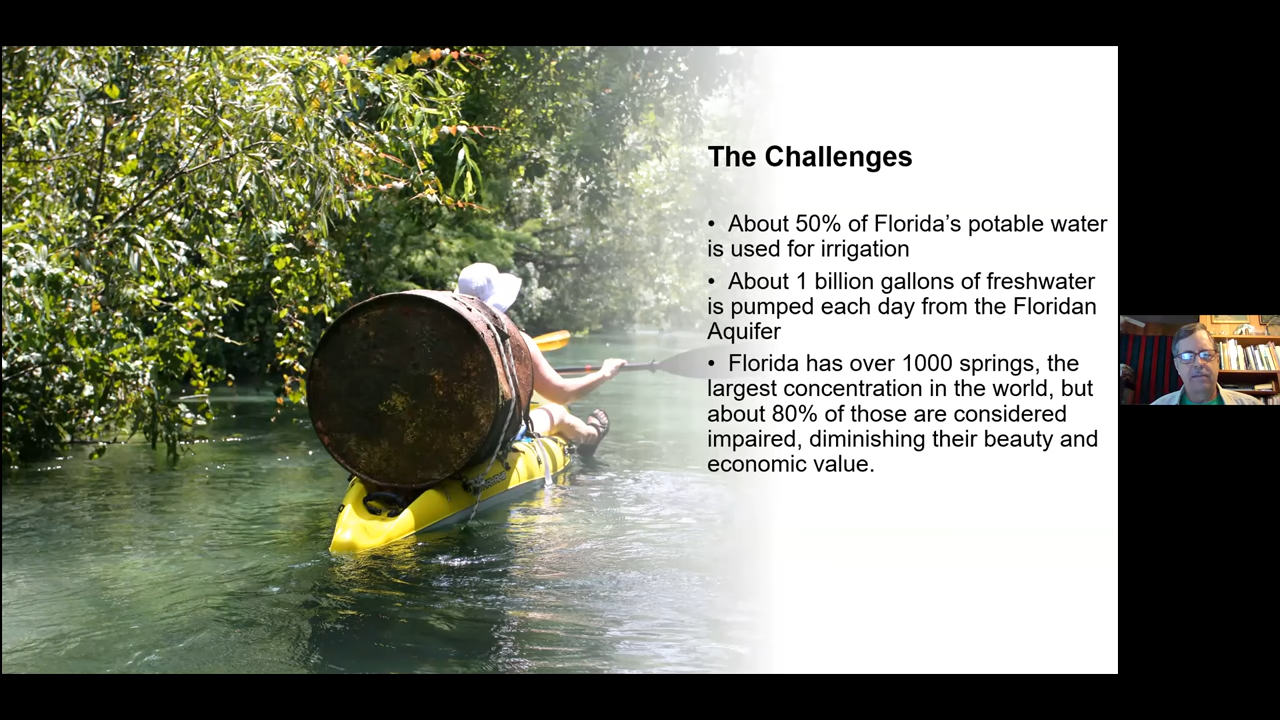 The Challenges
• About 50% of Florida’s potable water
is used for irrigation
• About 1 billion gallons of freshwater
is pumped each day from the Floridan
Aquifer
• Florida has over 1000 springs, the
largest concentration in the world, but
about 80% of those are considered
impaired, diminishing their beauty and
economic value.